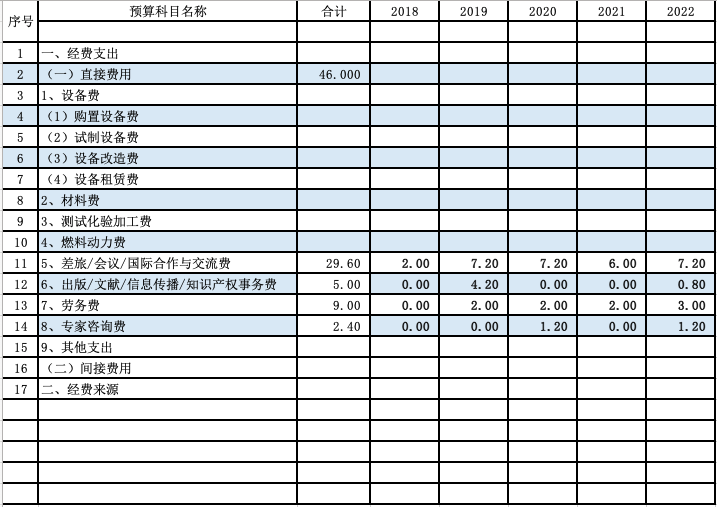 序号 预算科目名称 合计 2018 2019 2020 2021 2022
1 一、经费支出
2 （一）直接费用 46.000
3 1、设备费
4 （1）购置设备费
5 （2）试制设备费
6 （3）设备改造费
7 （4）设备租赁费
8 2、材料费
9 3、测试化验加工费
10 4、燃料动力费
11 5、差旅/会议/国际合作与交流费 29.60 2.00 7.20 7.20 6.00 7.20
12 6、出版/文献/信息传播/知识产权事务费 5.00 0.00 4.20 0.00 0.00 0.80
13 7、劳务费 9.00 0.00 2.00 2.00 2.00 3.00
14 8、专家咨询费 2.40 0.00 0.00 1.20 0.00 1.20
15 9、其他支出
16 （二）间接费用
17 二、经费来源